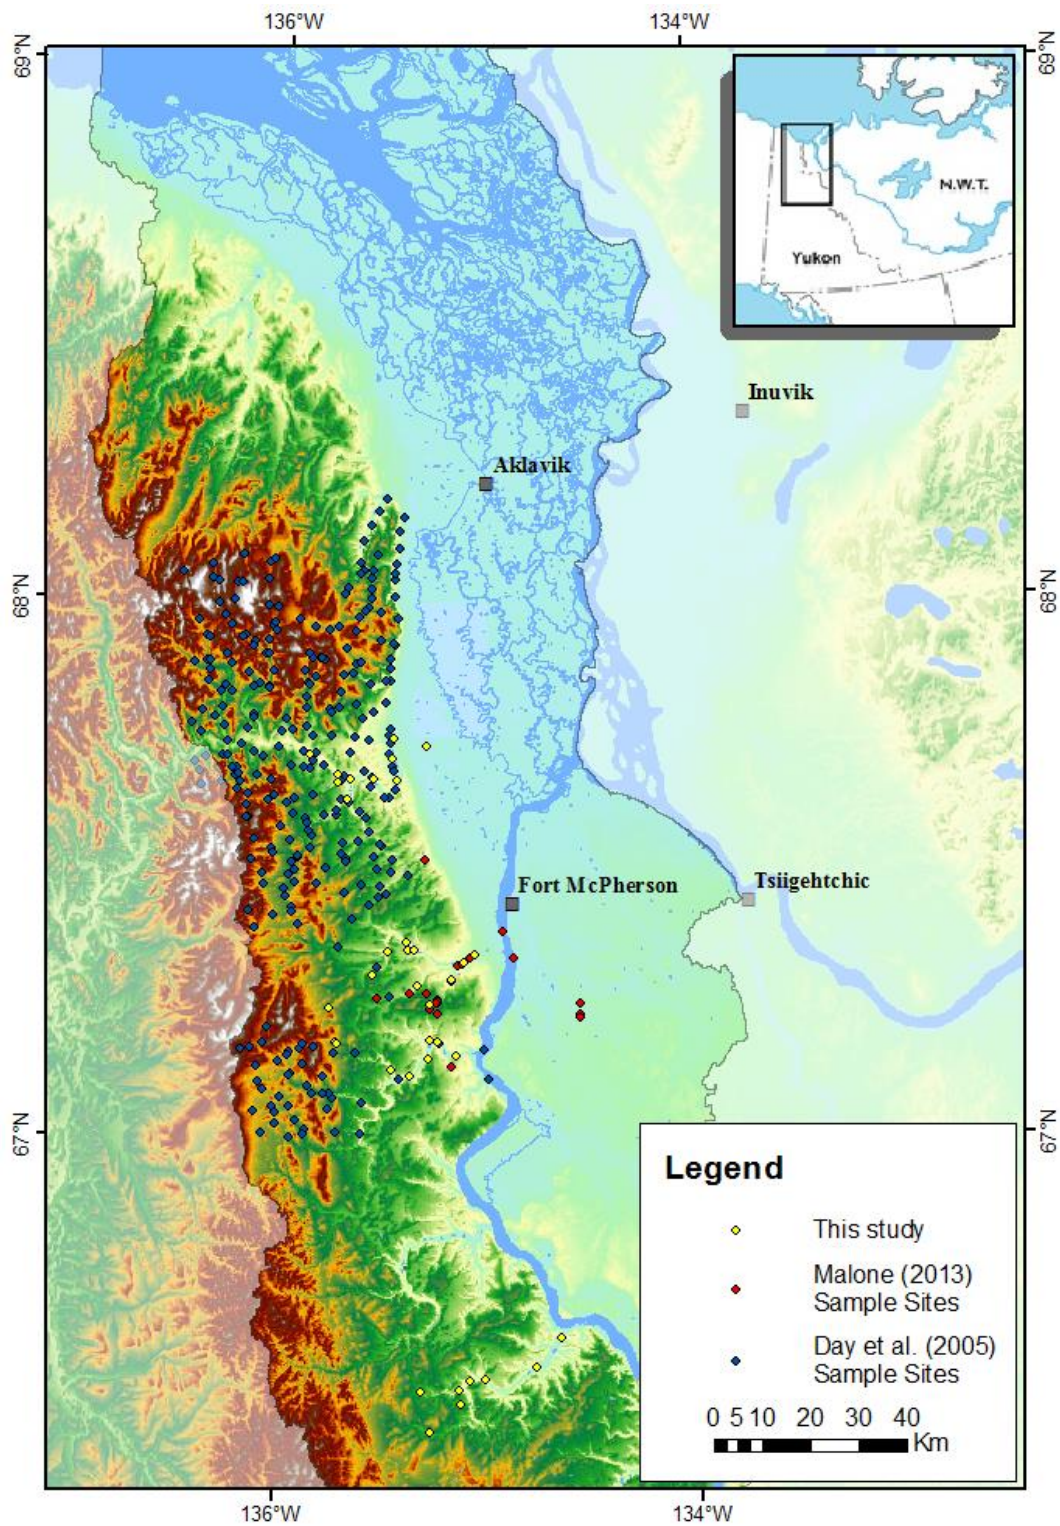 136°W
134°W
69°N
69°N
N.W.T.
Yukon
Inuvik
Aklavik
68°N
68°N
Fort McPherson
Tsiigehtchic
67°N
67°N
Legend
This study
Malone (2013)
Sample Sites
Day et al. (2005)
Sample Sites
0 5 10 20 30 40
Km
136°W
134°W